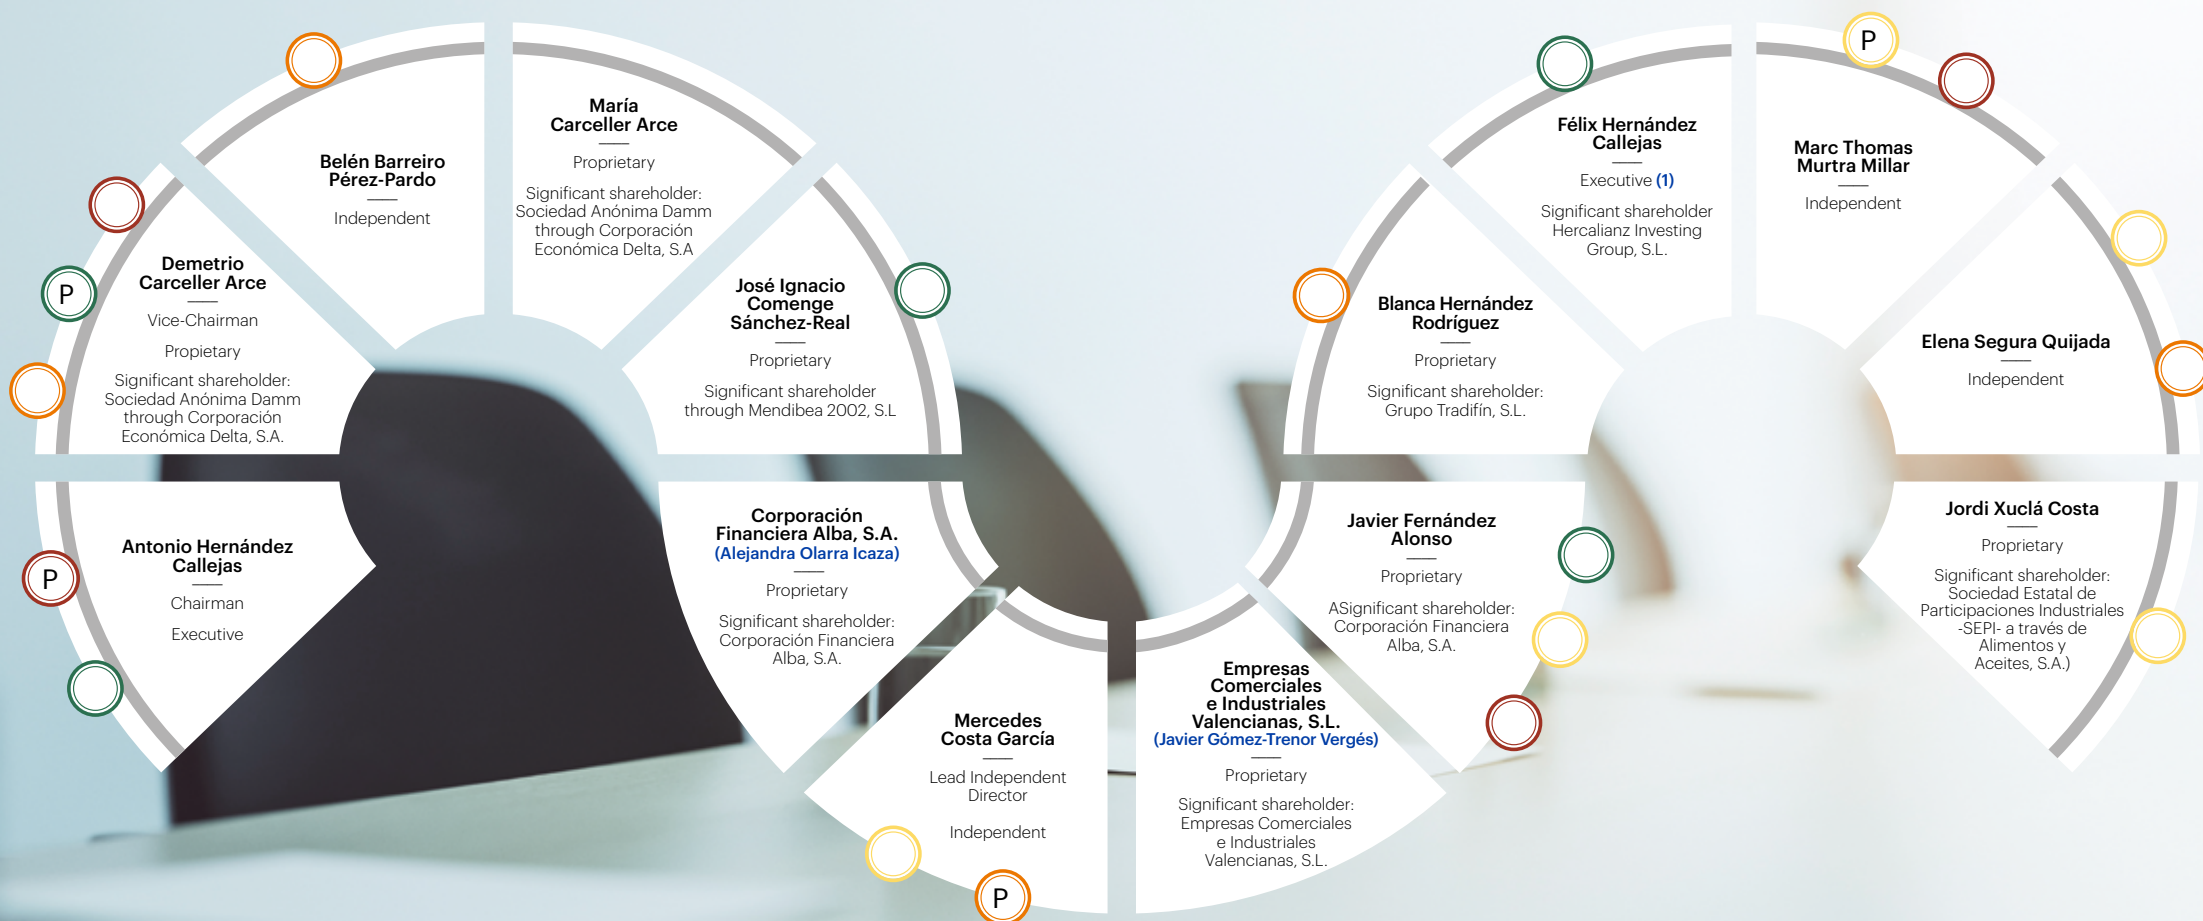 P
Antonio Hernández
Callejas
Chairman
Executive
P
Demetrio
Carceller Arce
Vice-Chairman
Propietary
Significant shareholder:
Sociedad Anónima Damm
through Corporación
Económica Delta, S.A.
Belén Barreiro
Pérez-Pardo
Independent
María
Carceller Arce
Proprietary
Significant shareholder:
Sociedad Anónima Damm
through Corporación
Económica Delta, S.A
José Ignacio
Comenge
Sánchez-Real
Proprietary
Significant shareholder
through Mendibea 2002, S.L
Corporación
Financiera Alba, S.A.
(Alejandra Olarra Icaza)
Proprietary
Significant shareholder:
Corporación Financiera
Alba, S.A.
Mercedes
Costa García
Lead Independent
Director
Independent
P
Empresas
Comerciales
e Industriales
Valencianas, S.L.
(Javier Gómez-Trenor Vergés)
Proprietary
Significant shareholder:
Empresas Comerciales
e Industriales
Valencianas, S.L.
Javier Fernández
Alonso
Proprietary
ASignificant shareholder:
Corporación Financiera
Alba, S.A.
Blanca Hernández
Rodríguez
Proprietary
Significant shareholder:
Grupo Tradifín, S.L.
Félix Hernández
Callejas
Executive (1)
Significant shareholder
Hercalianz Investing
Group, S.L.
P
Marc Thomas
Murtra Millar
Independent
Elena Segura Quijada
Independent
Jordi Xuclá Costa
Proprietary
Significant shareholder:
Sociedad Estatal de
Participaciones Industriales
-SEPI- a través de
Alimentos y
Aceites, S.A.)